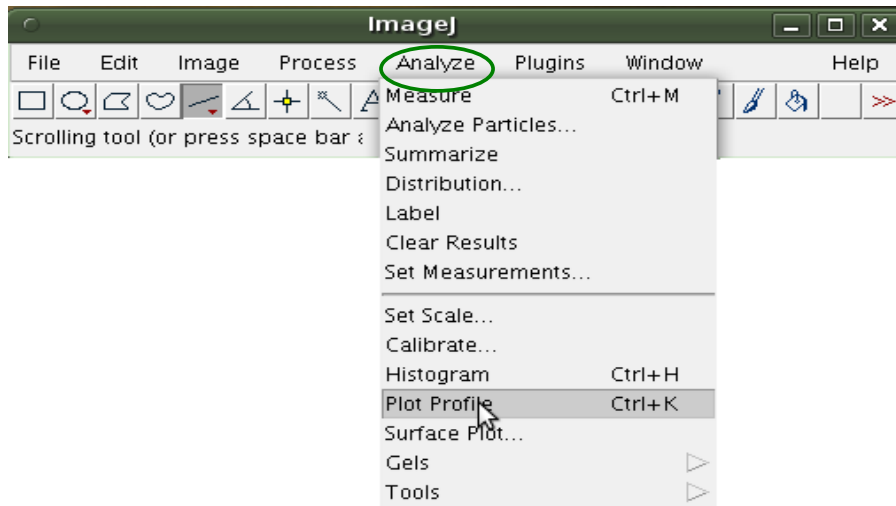 ImageJ
File Edit Image Process Analyze Plugins Window Help
Scrolling tool (or press space bar
Measure Ctrl+M
Analyze Particles...
Summarize
Distribution...
Label
Clear Results
Set Measurements...
Set Scale...
Calibrate...
Histogram Ctrl+H
Plot Profile Ctrl+K
Surface Plot...
Gels
Tools